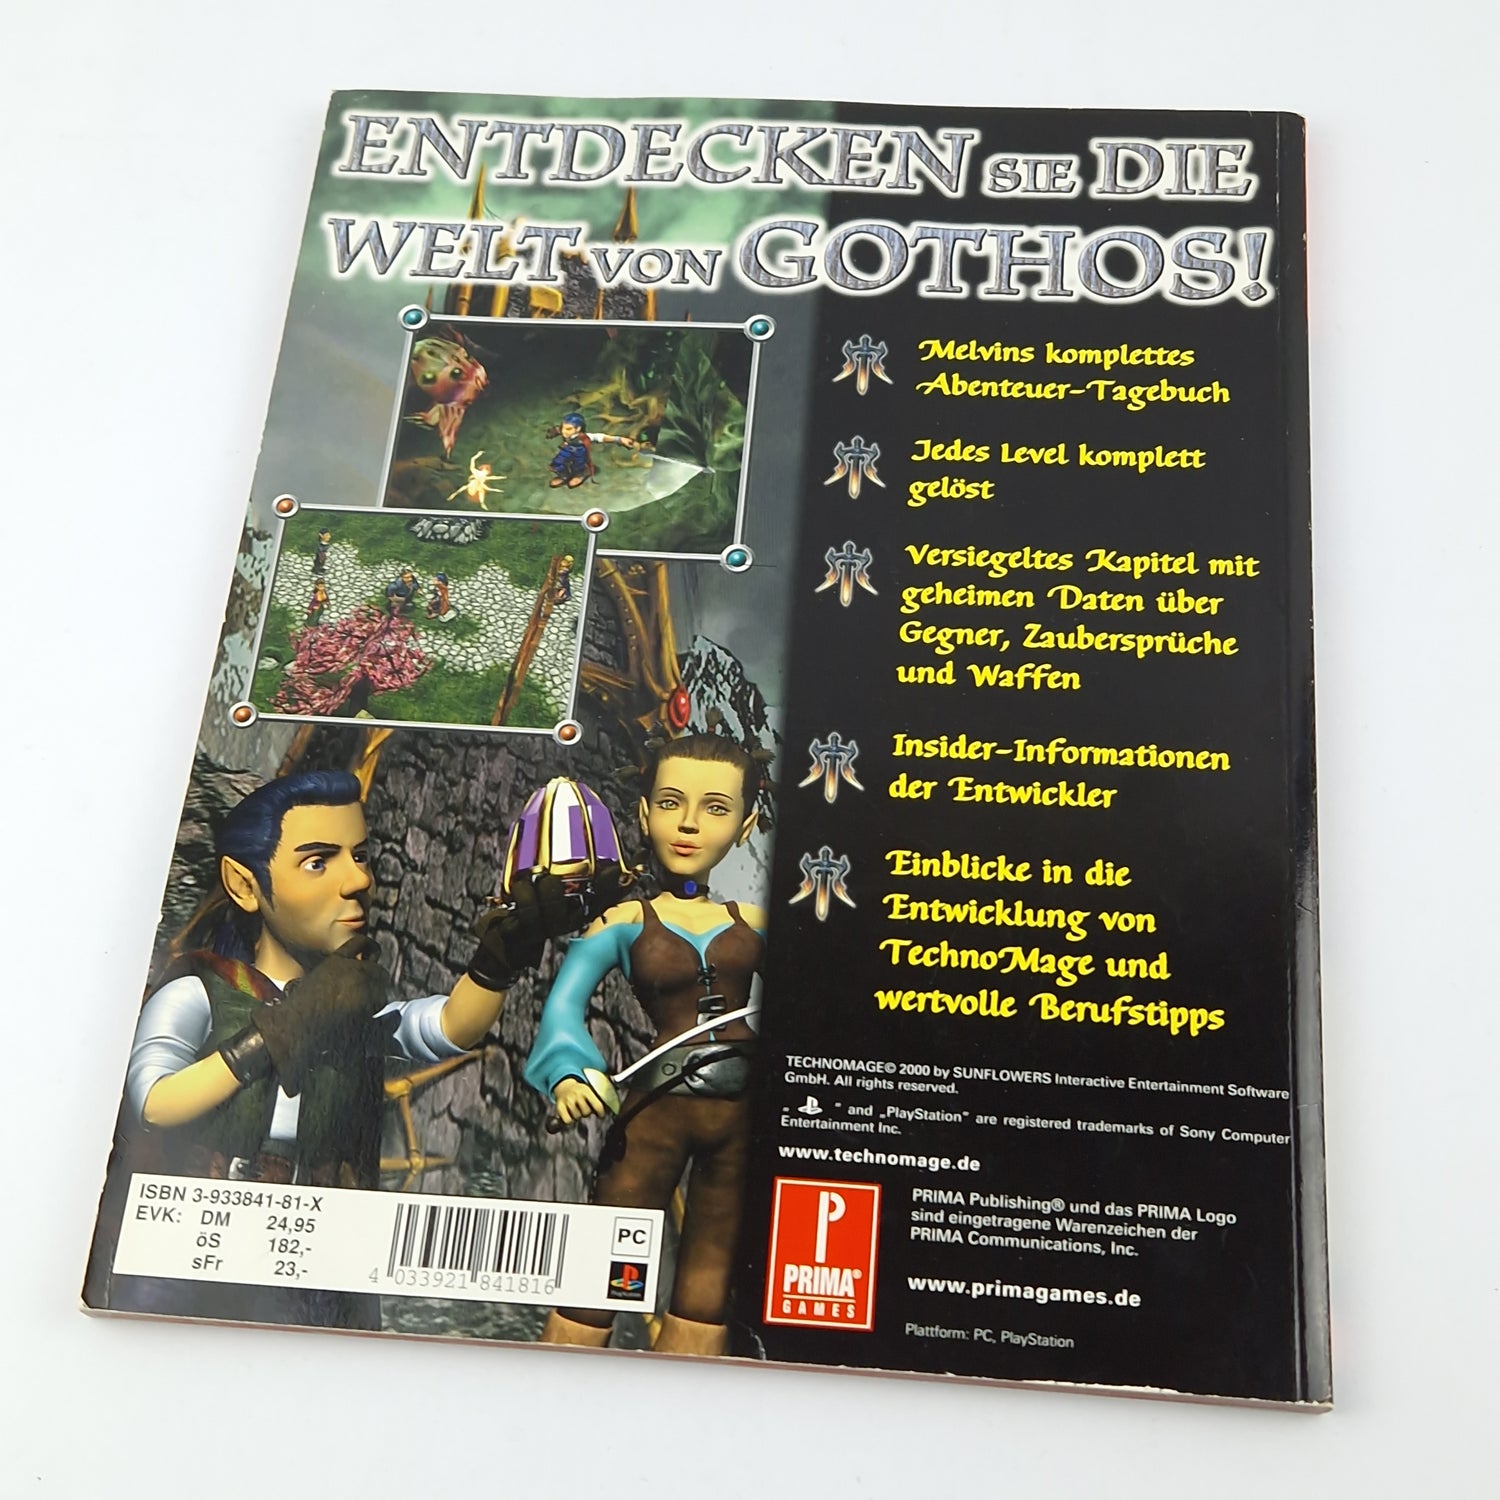 ENTDECKEN SIE DIE
WELT VON GOTHOS!
Melvins komplettes
Abenteuer-Tagebuch
Jedes Level komplett
gelöst
Versiegeltes Kapitel mit
geheimen Daten über
Gegner, Zaubersprüche
und Waffen
Insider-Informationen
der Entwickler
Einblicke in die
Entwicklung von
TechnoMage und
wertvolle Berufstipps
TECHNOMAGE© 2000 by SUNFLOWERS Interactive Entertainment Software
GmbH. All rights reserved.
„ " and „PlayStation" are registered trademarks of Sony Computer
Entertainment Inc.
www.technomage.de
PRIMA Publishing® und das PRIMA Logo
sind eingetragene Warenzeichen der
PRIMA Communications, Inc.
www.primagames.de
Plattform: PC, PlayStation
PRIMA®
GAMES
ISBN 3-933841-81-X
EVK: DM 24,95
öS 182,-
sFr 23,-
4 033921 841816
PC
PlayStation